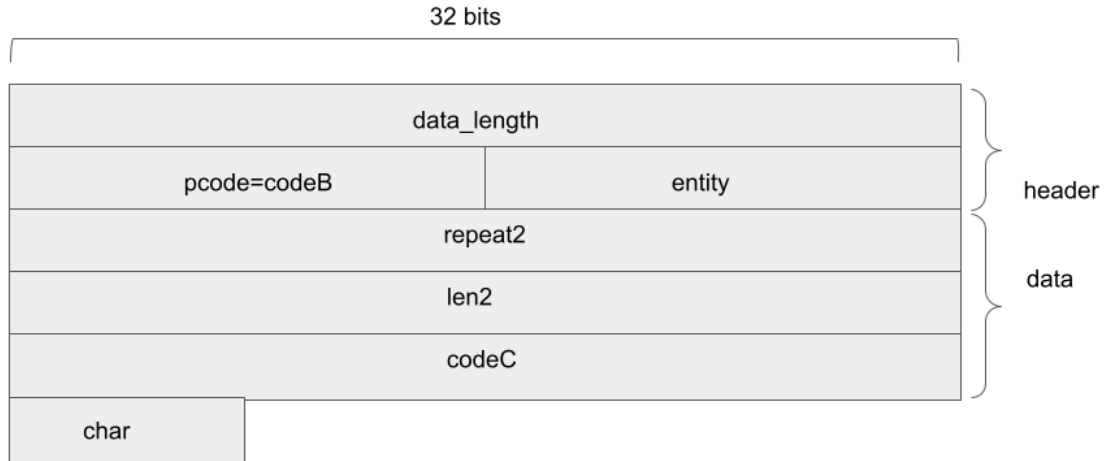 32 bits
data_length
pcode=codeB entity
header
repeat2
data
len2
codeC
char